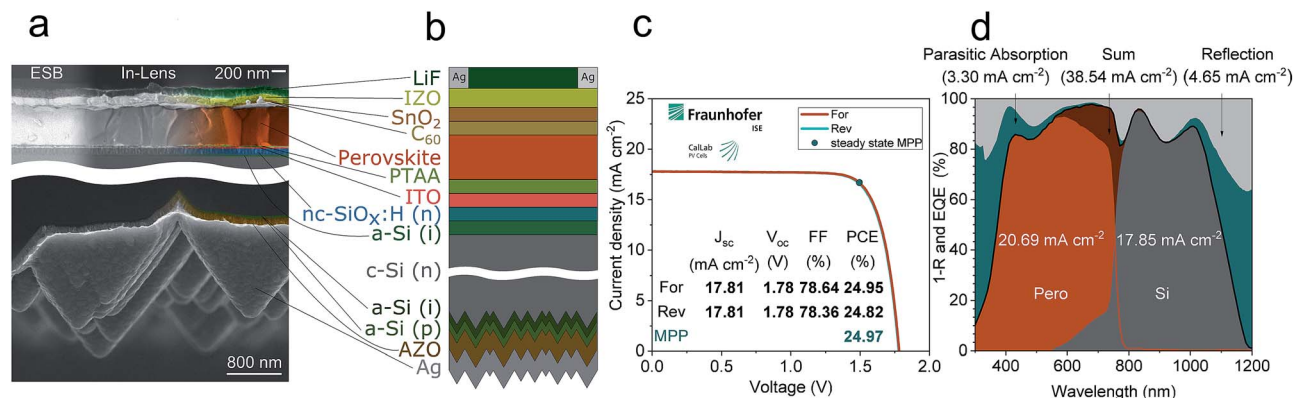 a
ESB
In-Lens
200 nm
800 nm
b
LiF
IZO
SnO₂
C₆₀
Perovskite
PTAA
ITO
nc-SiOₓ:H (n)
a-Si (i)
c-Si (n)
a-Si (i)
a-Si (p)
AZO
Ag
Ag
Ag
c
Current density (mA cm⁻²)
25
20
15
10
5
0
Fraunhofer
ISE
CalLab
PV Cells
For
Rev
steady state MPP
J_sc V_oc FF PCE
(mA cm⁻²) (V) (%) (%)
For 17.81 1.78 78.64 24.95
Rev 17.81 1.78 78.36 24.82
MPP 24.97
0.0 0.5 1.0 1.5 2.0
Voltage (V)
d
Parasitic Absorption Sum Reflection
(3.30 mA cm⁻²) (38.54 mA cm⁻²) (4.65 mA cm⁻²)
1-R and EQE (%)
100
80
60
40
20
0
20.69 mA cm⁻² 17.85 mA cm⁻²
Pero Si
400 600 800 1000 1200
Wavelength (nm)